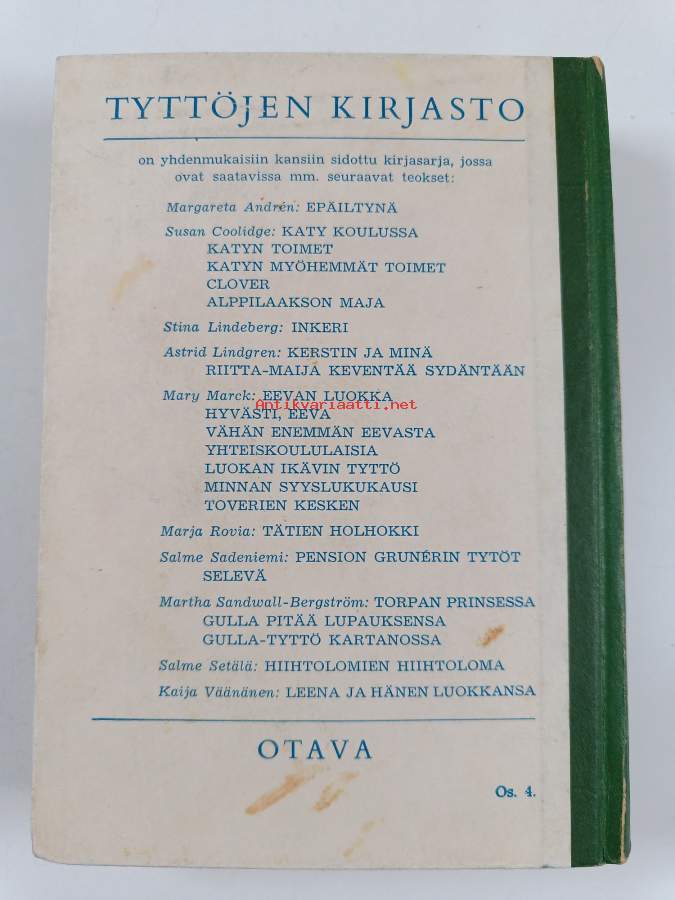 TYTTÖJEN KIRJASTO
on yhdenmukaisiin kansiin sidottu kirjasarja, jossa
ovat saatavissa mm. seuraavat teokset:
Margareta Andrén: EPÄILTYNÄ
Susan Coolidge: KATY KOULUSSA
KATYN TOIMET
KATYN MYÖHEMMÄT TOIMET
CLOVER
ALPPILAAKSON MAJA
Stina Lindeberg: INKERI
Astrid Lindgren: KERSTIN JA MINÄ
RIITTA-MAIJA KEVENTÄÄ SYDÄNTÄÄN
Mary Marck: EEVAN LUOKKA
Antikvariaatti.net
HYVÄSTI, EEVA
VÄHÄN ENEMMÄN EEVASTA
YHTEISKOULULAISIA
LUOKAN IKÄVIN TYTTÖ
MINNAN SYYSLUKUKAUSI
TOVERIEN KESKEN
Marja Rovia: TÄTIEN HOLHOKKI
Salme Sadeniemi: PENSION GRUNÉRIN TYTÖT
SELEVÄ
Martha Sandwall-Bergström: TORPAN PRINSESSA
GULLA PITÄÄ LUPAUKSENSA
GULLA-TYTTÖ KARTANOSSA
Salme Setälä: HIIHTOLOMIEN HIIHTOLOMA
Kaija Väänänen: LEENA JA HÄNEN LUOKKANSA
OTAVA
Os. 4.